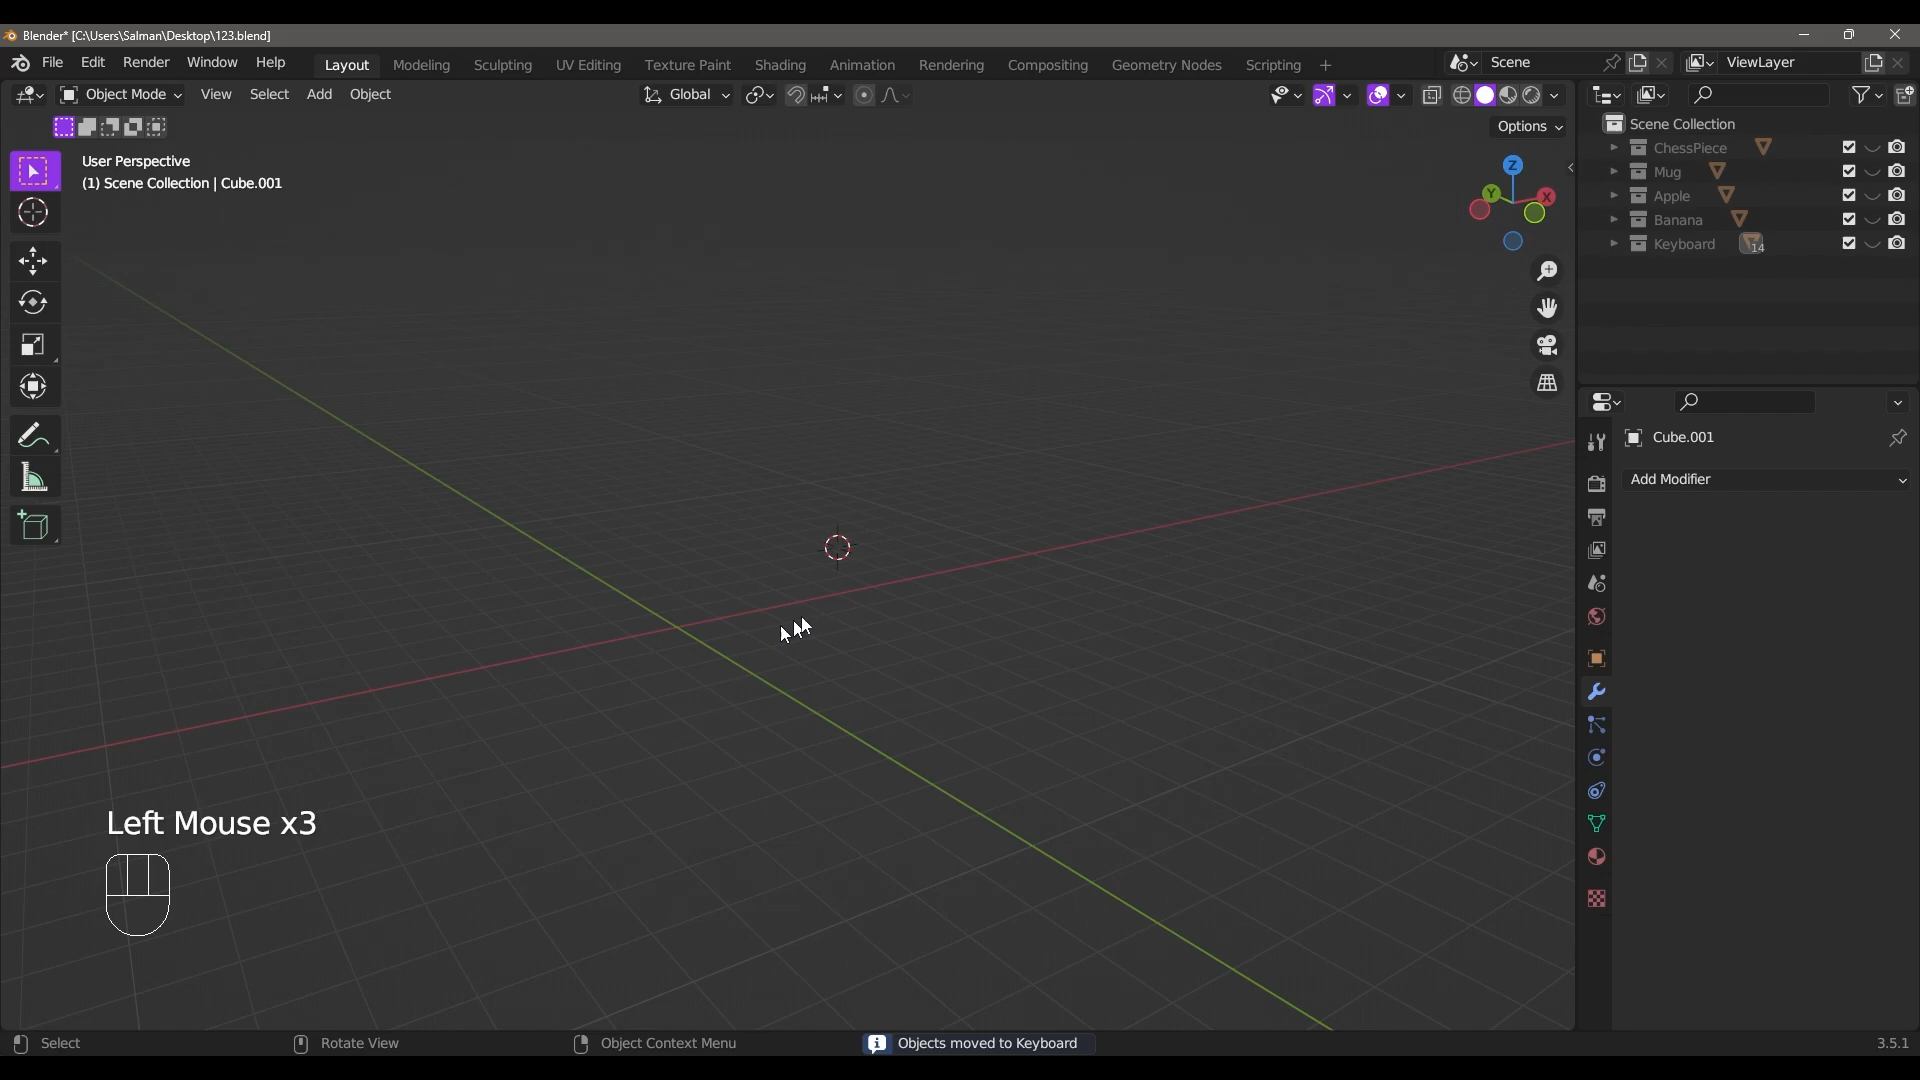 Blender* [C:\Users\Salman\Desktop\123.blend]
File Edit Render Window Help
Layout Modeling Sculpting UV Editing Texture Paint Shading Animation Rendering Compositing Geometry Nodes Scripting +
Scene
ViewLayer
Object Mode View Select Add Object
Global
Options
User Perspective
(1) Scene Collection | Cube.001
Z
Y
X
Scene Collection
ChessPiece
Mug
Apple
Banana
Keyboard 14
Cube.001
Add Modifier
Left Mouse x3
Select
Rotate View
Object Context Menu
Objects moved to Keyboard
3.5.1